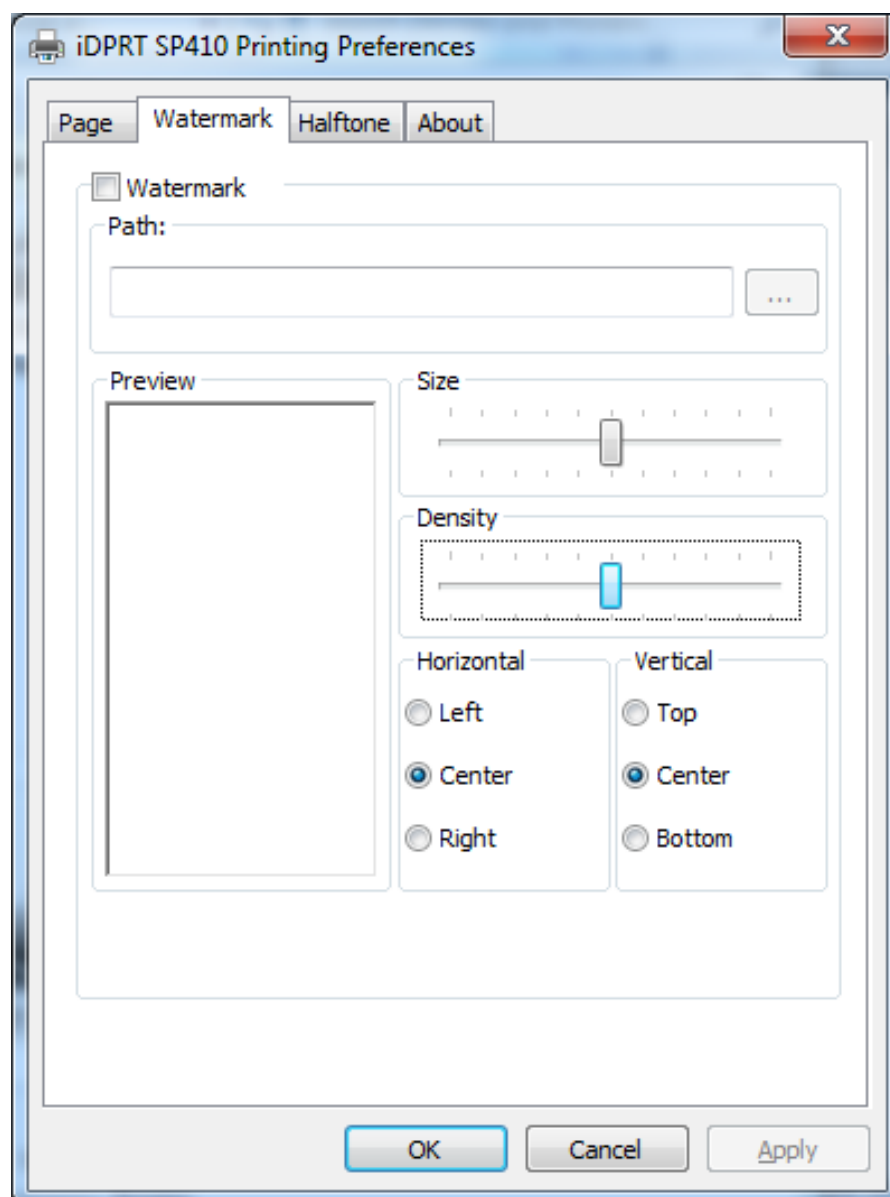 iDPRT SP410 Printing Preferences
Page Watermark Halftone About
Watermark
Path:
...
Preview
Size
Density
Horizontal Vertical
Left Top
Center Center
Right Bottom
OK Cancel Apply